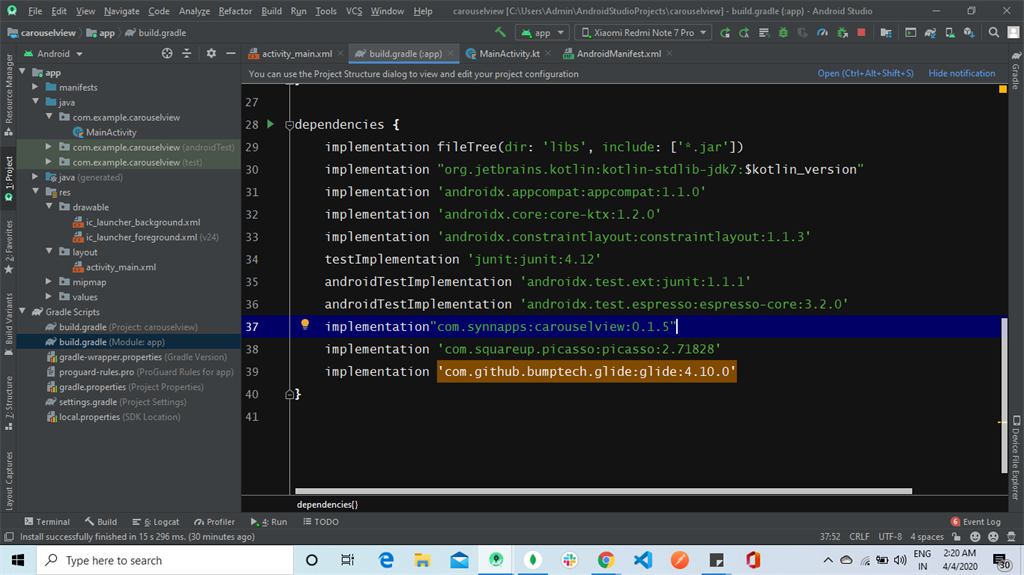 File Edit View Navigate Code Analyze Refactor Build Run Tools VCS Window Help carouselview [C:\Users\Admin\AndroidStudioProjects\carouselview] - build.gradle (:app) - Android Studio
carouselview app build.gradle app Xiaomi Redmi Note 7 Pro
Android activity_main.xml build.gradle (:app) MainActivity.kt AndroidManifest.xml
You can use the Project Structure dialog to view and edit your project configuration Open (Ctrl+Alt+Shift+S) Hide notification
Resource Manager
1: Project
2: Favorites
Build Variants
7: Structure
Layout Captures
app
manifests
java
com.example.carouselview
MainActivity
com.example.carouselview (androidTest)
com.example.carouselview (test)
java (generated)
res
drawable
ic_launcher_background.xml
ic_launcher_foreground.xml (v24)
layout
activity_main.xml
mipmap
values
Gradle Scripts
build.gradle (Project: carouselview)
build.gradle (Module: app)
gradle-wrapper.properties (Gradle Version)
proguard-rules.pro (ProGuard Rules for app)
gradle.properties (Project Properties)
settings.gradle (Project Settings)
local.properties (SDK Location)
27
28 dependencies {
29 implementation fileTree(dir: 'libs', include: ['*.jar'])
30 implementation "org.jetbrains.kotlin:kotlin-stdlib-jdk7:$kotlin_version"
31 implementation 'androidx.appcompat:appcompat:1.1.0'
32 implementation 'androidx.core:core-ktx:1.2.0'
33 implementation 'androidx.constraintlayout:constraintlayout:1.1.3'
34 testImplementation 'junit:junit:4.12'
35 androidTestImplementation 'androidx.test.ext:junit:1.1.1'
36 androidTestImplementation 'androidx.test.espresso:espresso-core:3.2.0'
37 implementation"com.synnapps:carouselview:0.1.5"
38 implementation 'com.squareup.picasso:picasso:2.71828'
39 implementation 'com.github.bumptech.glide:glide:4.10.0'
40 }
41
dependencies{}
Gradle
Device File Explorer
Terminal Build 6: Logcat Profiler 4: Run TODO Event Log
Install successfully finished in 15 s 296 ms. (30 minutes ago) 37:52 CRLF UTF-8 4 spaces
Type here to search
ENG 2:20 AM
IN 4/4/2020
30